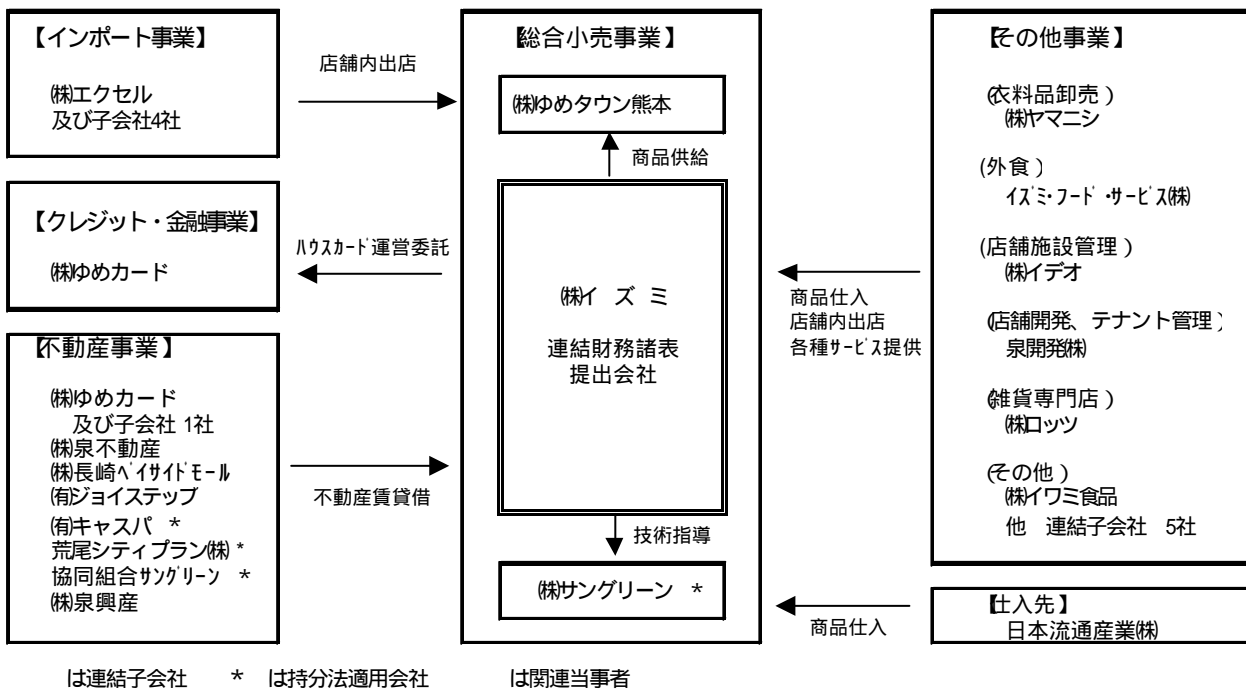 【インポート事業】
㈱エクセル
及び子会社4社
店舗内出店
【クレジット・金融事業】
㈱ゆめカード
ハウスカード運営委託
【不動産事業】
㈱ゆめカード
及び子会社 1社
㈱泉不動産
㈱長崎ベイサイドモール
㈲ジョイステップ
㈲キャスパ *
荒尾シティプラン㈱ *
協同組合サングリーン *
㈱泉興産
不動産賃貸借
【総合小売事業】
㈱ゆめタウン熊本
商品供給
㈱イ ズ ミ
連結財務諸表
提出会社
技術指導
㈱サングリーン *
【その他事業】
(衣料品卸売)
㈱ヤマニシ
(外食)
イズミ・フード・サービス㈱
(店舗施設管理)
㈱イデオ
(店舗開発、テナント管理)
泉開発㈱
(雑貨専門店)
㈱ロッツ
(その他)
㈱イワミ食品
他 連結子会社 5社
商品仕入
店舗内出店
各種サービス提供
【仕入先】
日本流通産業㈱
商品仕入
は連結子会社 * は持分法適用会社 は関連当事者